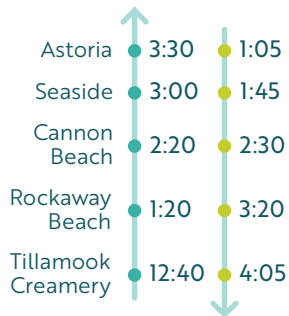 Astoria 3:30 1:05
Seaside 3:00 1:45
Cannon
Beach 2:20 2:30
Rockaway
Beach 1:20 3:20
Tillamook
Creamery 12:40 4:05